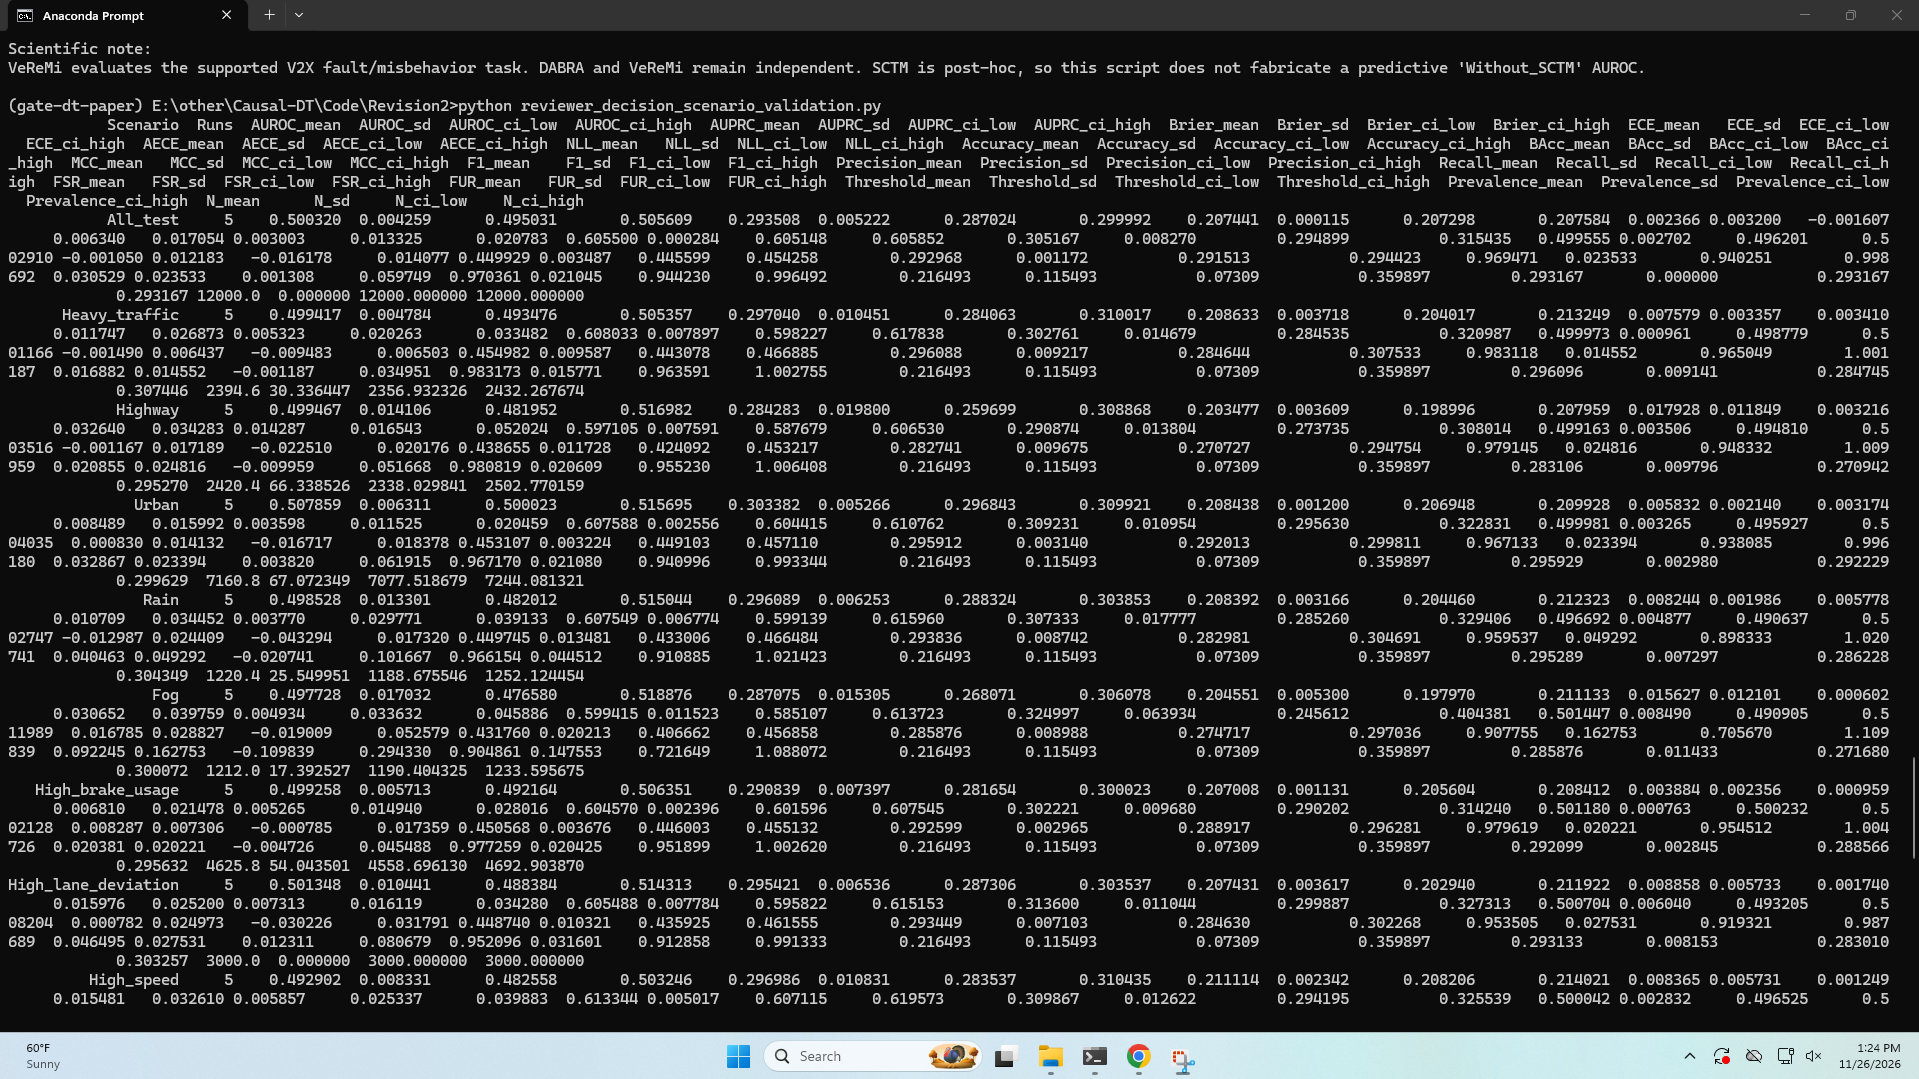 Anaconda Prompt
Scientific note:
VeReMi evaluates the supported V2X fault/misbehavior task. DABRA and VeReMi remain independent. SCTM is post-hoc, so this script does not fabricate a predictive 'Without_SCTM' AUROC.
(gate-dt-paper) E:\other\Causal-DT\Code\Revision2>python reviewer_decision_scenario_validation.py
Scenario Runs AUROC_mean AUROC_sd AUROC_ci_low AUROC_ci_high AUPRC_mean AUPRC_sd AUPRC_ci_low AUPRC_ci_high Brier_mean Brier_sd Brier_ci_low Brier_ci_high ECE_mean ECE_sd ECE_ci_low
ECE_ci_high AECE_mean AECE_sd AECE_ci_low AECE_ci_high NLL_mean NLL_sd NLL_ci_low NLL_ci_high Accuracy_mean Accuracy_sd Accuracy_ci_low Accuracy_ci_high BAcc_mean BAcc_sd BAcc_ci_low BAcc_ci
_high MCC_mean MCC_sd MCC_ci_low MCC_ci_high F1_mean F1_sd F1_ci_low F1_ci_high Precision_mean Precision_sd Precision_ci_low Precision_ci_high Recall_mean Recall_sd Recall_ci_low Recall_ci_h
igh FSR_mean FSR_sd FSR_ci_low FSR_ci_high FUR_mean FUR_sd FUR_ci_low FUR_ci_high Threshold_mean Threshold_sd Threshold_ci_low Threshold_ci_high Prevalence_mean Prevalence_sd Prevalence_ci_low
Prevalence_ci_high N_mean N_sd N_ci_low N_ci_high
All_test 5 0.500320 0.004259 0.495031 0.505609 0.293508 0.005222 0.287024 0.299992 0.207441 0.000115 0.207298 0.207584 0.002366 0.003200 -0.001607
0.006340 0.017054 0.003003 0.013325 0.020783 0.605500 0.000284 0.605148 0.605852 0.305167 0.008270 0.294899 0.315435 0.499555 0.002702 0.496201 0.5
02910 -0.001050 0.012183 -0.016178 0.014077 0.449929 0.003487 0.445599 0.454258 0.292968 0.001172 0.291513 0.294423 0.969471 0.023533 0.940251 0.998
692 0.030529 0.023533 0.001308 0.059749 0.970361 0.021045 0.944230 0.996492 0.216493 0.115493 0.07309 0.359897 0.293167 0.000000 0.293167
0.293167 12000.0 0.000000 12000.000000 12000.000000
Heavy_traffic 5 0.499417 0.004784 0.493476 0.505357 0.297040 0.010451 0.284063 0.310017 0.208633 0.003718 0.204017 0.213249 0.007579 0.003357 0.003410
0.011747 0.026873 0.005323 0.020263 0.033482 0.608033 0.007897 0.598227 0.617838 0.302761 0.014679 0.284535 0.320987 0.499973 0.000961 0.498779 0.5
01166 -0.001490 0.006437 -0.009483 0.006503 0.454982 0.009587 0.443078 0.466885 0.296088 0.009217 0.284644 0.307533 0.983118 0.014552 0.965049 1.001
187 0.016882 0.014552 -0.001187 0.034951 0.983173 0.015771 0.963591 1.002755 0.216493 0.115493 0.07309 0.359897 0.296096 0.009141 0.284745
0.307446 2394.6 30.336447 2356.932326 2432.267674
Highway 5 0.499467 0.014106 0.481952 0.516982 0.284283 0.019800 0.259699 0.308868 0.203477 0.003609 0.198996 0.207959 0.017928 0.011849 0.003216
0.032640 0.034283 0.014287 0.016543 0.052024 0.597105 0.007591 0.587679 0.606530 0.290874 0.013804 0.273735 0.308014 0.499163 0.003506 0.494810 0.5
03516 -0.001167 0.017189 -0.022510 0.020176 0.438655 0.011728 0.424092 0.453217 0.282741 0.009675 0.270727 0.294754 0.979145 0.024816 0.948332 1.009
959 0.020855 0.024816 -0.009959 0.051668 0.980819 0.020609 0.955230 1.006408 0.216493 0.115493 0.07309 0.359897 0.283106 0.009796 0.270942
0.295270 2420.4 66.338526 2338.029841 2502.770159
Urban 5 0.507859 0.006311 0.500023 0.515695 0.303382 0.005266 0.296843 0.309921 0.208438 0.001200 0.206948 0.209928 0.005832 0.002140 0.003174
0.008489 0.015992 0.003598 0.011525 0.020459 0.607588 0.002556 0.604415 0.610762 0.309231 0.010954 0.295630 0.322831 0.499981 0.003265 0.495927 0.5
04035 0.000830 0.014132 -0.016717 0.018378 0.453107 0.003224 0.449103 0.457110 0.295912 0.003140 0.292013 0.299811 0.967133 0.023394 0.938085 0.996
180 0.032867 0.023394 0.003820 0.061915 0.967170 0.021080 0.940996 0.993344 0.216493 0.115493 0.07309 0.359897 0.295929 0.002980 0.292229
0.299629 7160.8 67.072349 7077.518679 7244.081321
Rain 5 0.498528 0.013301 0.482012 0.515044 0.296089 0.006253 0.288324 0.303853 0.208392 0.003166 0.204460 0.212323 0.008244 0.001986 0.005778
0.010709 0.034452 0.003770 0.029771 0.039133 0.607549 0.006774 0.599139 0.615960 0.307333 0.017777 0.285260 0.329406 0.496692 0.004877 0.490637 0.5
02747 -0.012987 0.024409 -0.043294 0.017320 0.449745 0.013481 0.433006 0.466484 0.293836 0.008742 0.282981 0.304691 0.959537 0.049292 0.898333 1.020
741 0.040463 0.049292 -0.020741 0.101667 0.966154 0.044512 0.910885 1.021423 0.216493 0.115493 0.07309 0.359897 0.295289 0.007297 0.286228
0.304349 1220.4 25.549951 1188.675546 1252.124454
Fog 5 0.497728 0.017032 0.476580 0.518876 0.287075 0.015305 0.268071 0.306078 0.204551 0.005300 0.197970 0.211133 0.015627 0.012101 0.000602
0.030652 0.039759 0.004934 0.033632 0.045886 0.599415 0.011523 0.585107 0.613723 0.324997 0.063934 0.245612 0.404381 0.501447 0.008490 0.490905 0.5
11989 0.016785 0.028827 -0.019009 0.052579 0.431760 0.020213 0.406662 0.456858 0.285876 0.008988 0.274717 0.297036 0.907755 0.162753 0.705670 1.109
839 0.092245 0.162753 -0.109839 0.294330 0.904861 0.147553 0.721649 1.088072 0.216493 0.115493 0.07309 0.359897 0.285876 0.011433 0.271680
0.300072 1212.0 17.392527 1190.404325 1233.595675
High_brake_usage 5 0.499258 0.005713 0.492164 0.506351 0.290839 0.007397 0.281654 0.300023 0.207008 0.001131 0.205604 0.208412 0.003884 0.002356 0.000959
0.006810 0.021478 0.005265 0.014940 0.028016 0.604570 0.002396 0.601596 0.607545 0.302221 0.009680 0.290202 0.314240 0.501180 0.000763 0.500232 0.5
02128 0.008287 0.007306 -0.000785 0.017359 0.450568 0.003676 0.446003 0.455132 0.292599 0.002965 0.288917 0.296281 0.979619 0.020221 0.954512 1.004
726 0.020381 0.020221 -0.004726 0.045488 0.977259 0.020425 0.951899 1.002620 0.216493 0.115493 0.07309 0.359897 0.292099 0.002845 0.288566
0.295632 4625.8 54.043501 4558.696130 4692.903870
High_lane_deviation 5 0.501348 0.010441 0.488384 0.514313 0.295421 0.006536 0.287306 0.303537 0.207431 0.003617 0.202940 0.211922 0.008858 0.005733 0.001740
0.015976 0.025200 0.007313 0.016119 0.034280 0.605488 0.007784 0.595822 0.615153 0.313600 0.011044 0.299887 0.327313 0.500704 0.006040 0.493205 0.5
08204 0.000782 0.024973 -0.030226 0.031791 0.448740 0.010321 0.435925 0.461555 0.293449 0.007103 0.284630 0.302268 0.953505 0.027531 0.919321 0.987
689 0.046495 0.027531 0.012311 0.080679 0.952096 0.031601 0.912858 0.991333 0.216493 0.115493 0.07309 0.359897 0.293133 0.008153 0.283010
0.303257 3000.0 0.000000 3000.000000 3000.000000
High_speed 5 0.492902 0.008331 0.482558 0.503246 0.296986 0.010831 0.283537 0.310435 0.211114 0.002342 0.208206 0.214021 0.008365 0.005731 0.001249
0.015481 0.032610 0.005857 0.025337 0.039883 0.613344 0.005017 0.607115 0.619573 0.309867 0.012622 0.294195 0.325539 0.500042 0.002832 0.496525 0.5
60°F
Sunny
Search
1:24 PM
11/26/2026